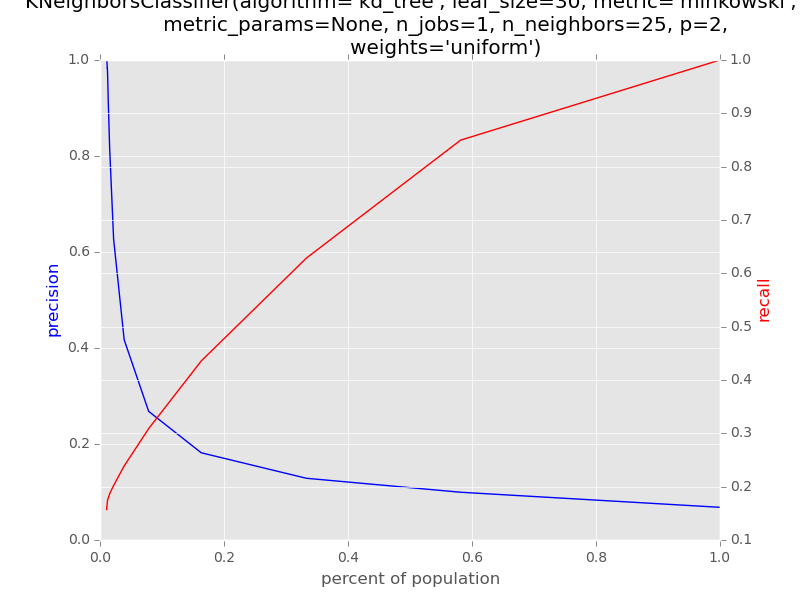 KNeighborsClassifier(algorithm='kd_tree', leaf_size=30, metric='minkowski',
metric_params=None, n_jobs=1, n_neighbors=25, p=2,
weights='uniform')
1.0
0.8
0.6
0.4
0.2
0.0
precision
1.0
0.9
0.8
0.7
0.6
0.5
0.4
0.3
0.2
0.1
recall
0.0 0.2 0.4 0.6 0.8 1.0
percent of population